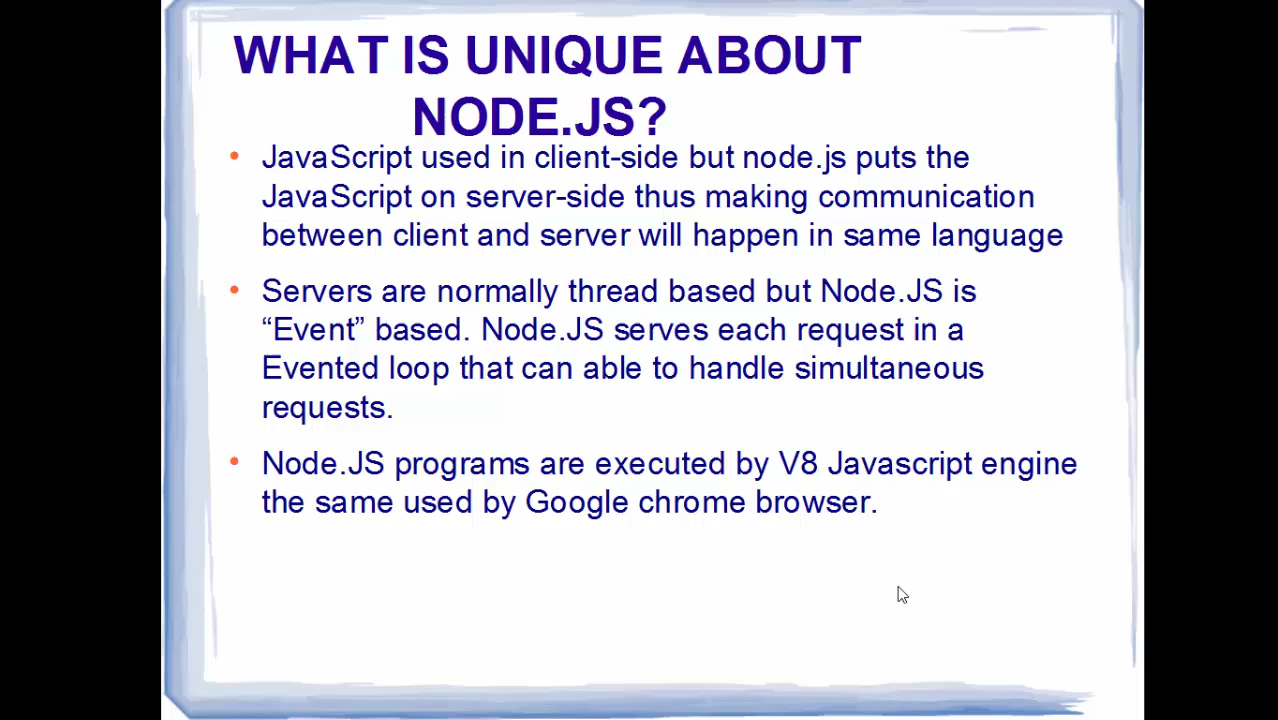 WHAT IS UNIQUE ABOUT
NODE.JS?
• JavaScript used in client-side but node.js puts the
JavaScript on server-side thus making communication
between client and server will happen in same language
• Servers are normally thread based but Node.JS is
“Event” based. Node.JS serves each request in a
Evented loop that can able to handle simultaneous
requests.
• Node.JS programs are executed by V8 Javascript engine
the same used by Google chrome browser.